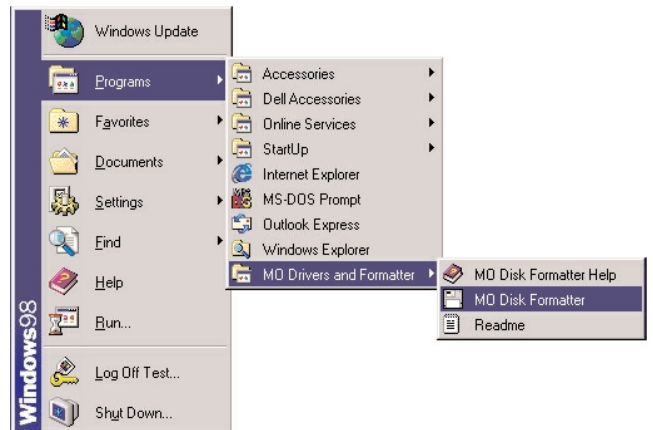 Windows Update
Programs
Favorites
Documents
Settings
Find
Help
Run...
Log Off Test...
Shut Down...
Windows98
Accessories
Dell Accessories
Online Services
StartUp
Internet Explorer
MS-DOS Prompt
Outlook Express
Windows Explorer
MO Drivers and Formatter
MO Disk Formatter Help
MO Disk Formatter
Readme